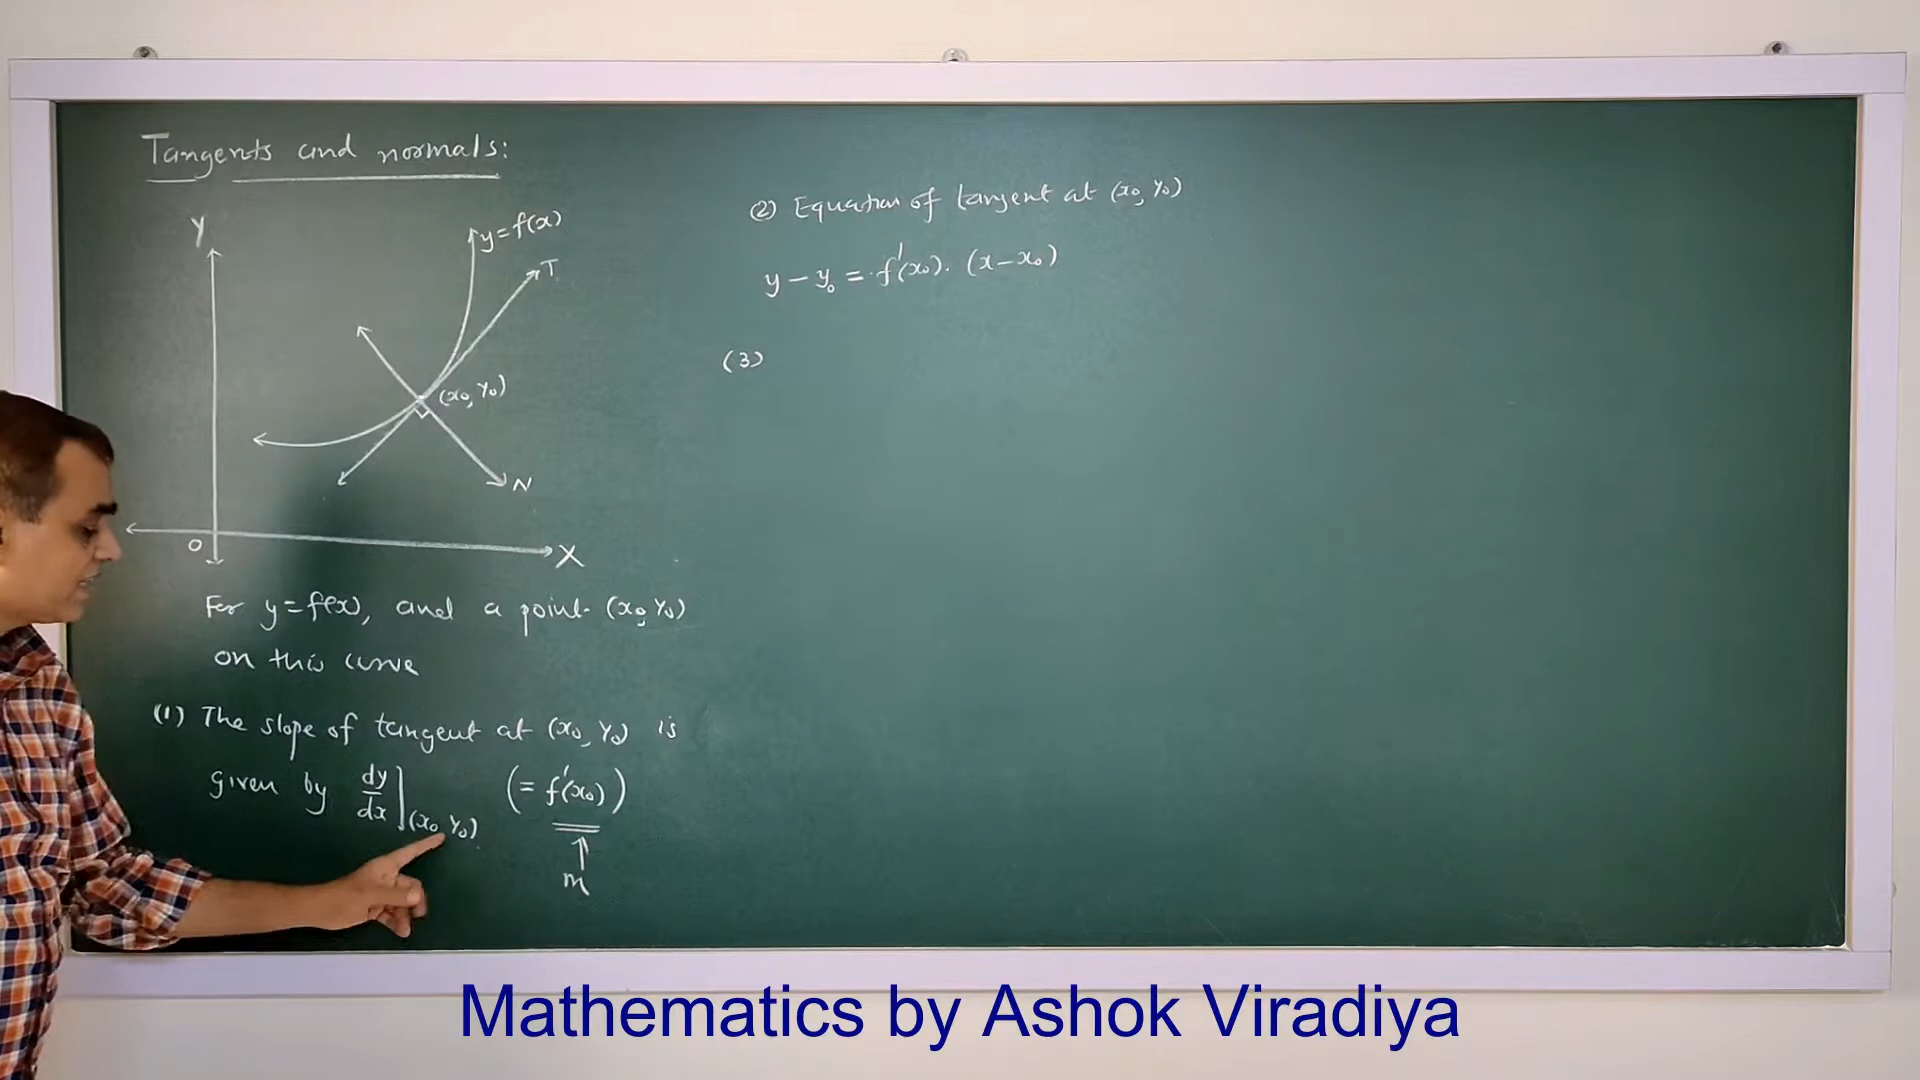 Tangents and normals:
Y
y=f(x)
T
(x₀, y₀)
N
O
X
For y=f(x), and a point (x₀, y₀)
on this curve
(1) The slope of tangent at (x₀, y₀) is
given by dy/dx](x₀, y₀) (= f'(x₀))
↑
m
(2) Equation of tangent at (x₀, y₀)
y - y₀ = f'(x₀). (x - x₀)
(3)
Mathematics by Ashok Viradiya